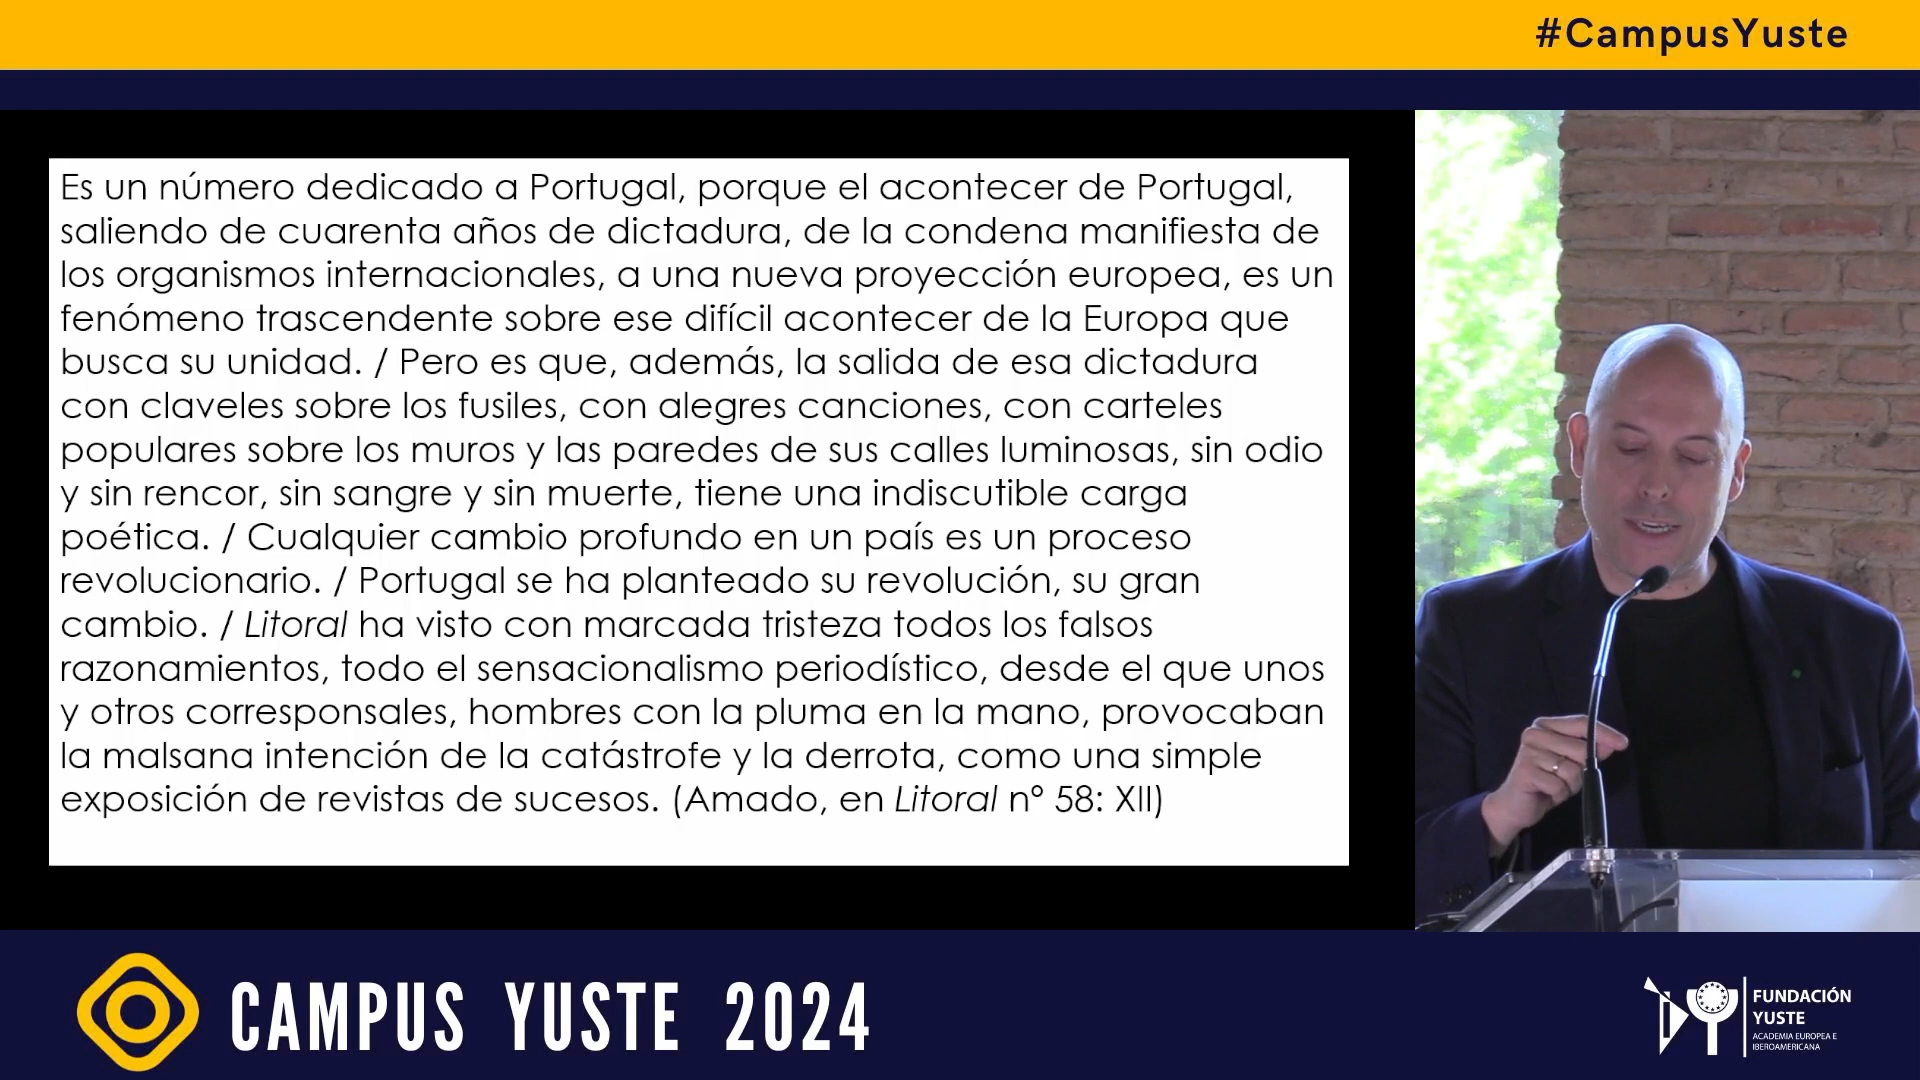 #CampusYuste
Es un número dedicado a Portugal, porque el acontecer de Portugal,
saliendo de cuarenta años de dictadura, de la condena manifiesta de
los organismos internacionales, a una nueva proyección europea, es un
fenómeno trascendente sobre ese difícil acontecer de la Europa que
busca su unidad. / Pero es que, además, la salida de esa dictadura
con claveles sobre los fusiles, con alegres canciones, con carteles
populares sobre los muros y las paredes de sus calles luminosas, sin odio
y sin rencor, sin sangre y sin muerte, tiene una indiscutible carga
poética. / Cualquier cambio profundo en un país es un proceso
revolucionario. / Portugal se ha planteado su revolución, su gran
cambio. / Litoral ha visto con marcada tristeza todos los falsos
razonamientos, todo el sensacionalismo periodístico, desde el que unos
y otros corresponsales, hombres con la pluma en la mano, provocaban
la malsana intención de la catástrofe y la derrota, como una simple
exposición de revistas de sucesos. (Amado, en Litoral nº 58: XII)
CAMPUS YUSTE 2024
FUNDACIÓN
YUSTE
ACADEMIA EUROPEA E
IBEROAMERICANA